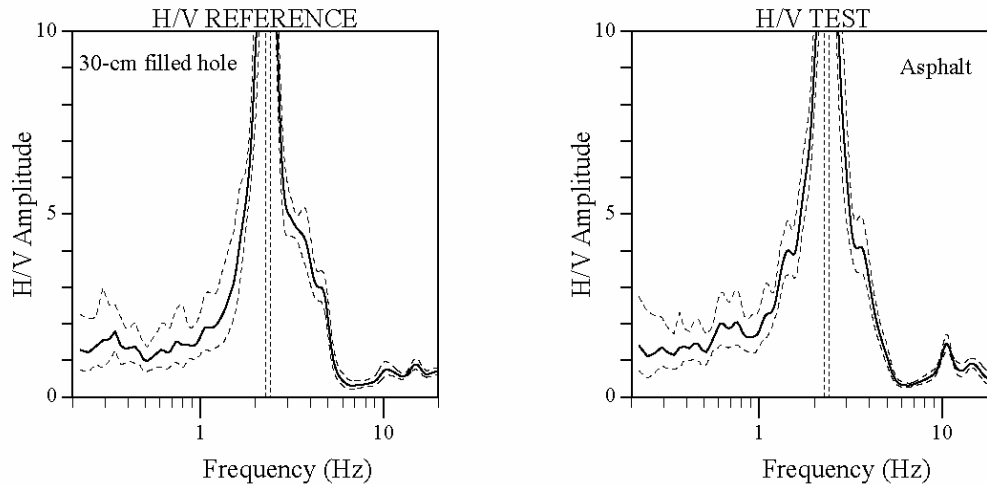 H/V REFERENCE
10
30-cm filled hole
5
0
H/V Amplitude
1
10
Frequency (Hz)
H/V TEST
10
Asphalt
5
0
H/V Amplitude
1
10
Frequency (Hz)